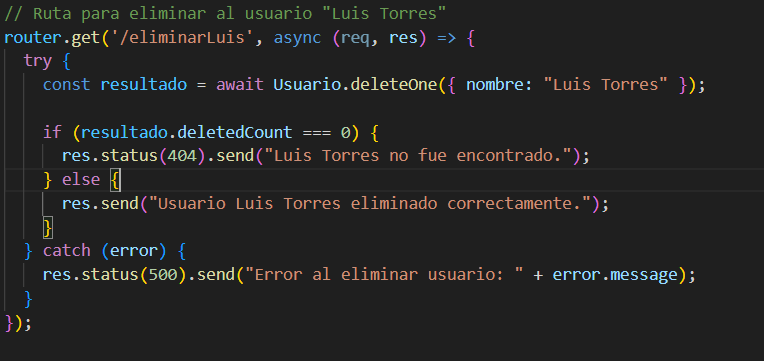 // Ruta para eliminar al usuario "Luis Torres"
router.get('/eliminarLuis', async (req, res) => {
  try {
    const resultado = await Usuario.deleteOne({ nombre: "Luis Torres" });

    if (resultado.deletedCount === 0) {
      res.status(404).send("Luis Torres no fue encontrado.");
    } else {
      res.send("Usuario Luis Torres eliminado correctamente.");
    }
  } catch (error) {
    res.status(500).send("Error al eliminar usuario: " + error.message);
  }
});